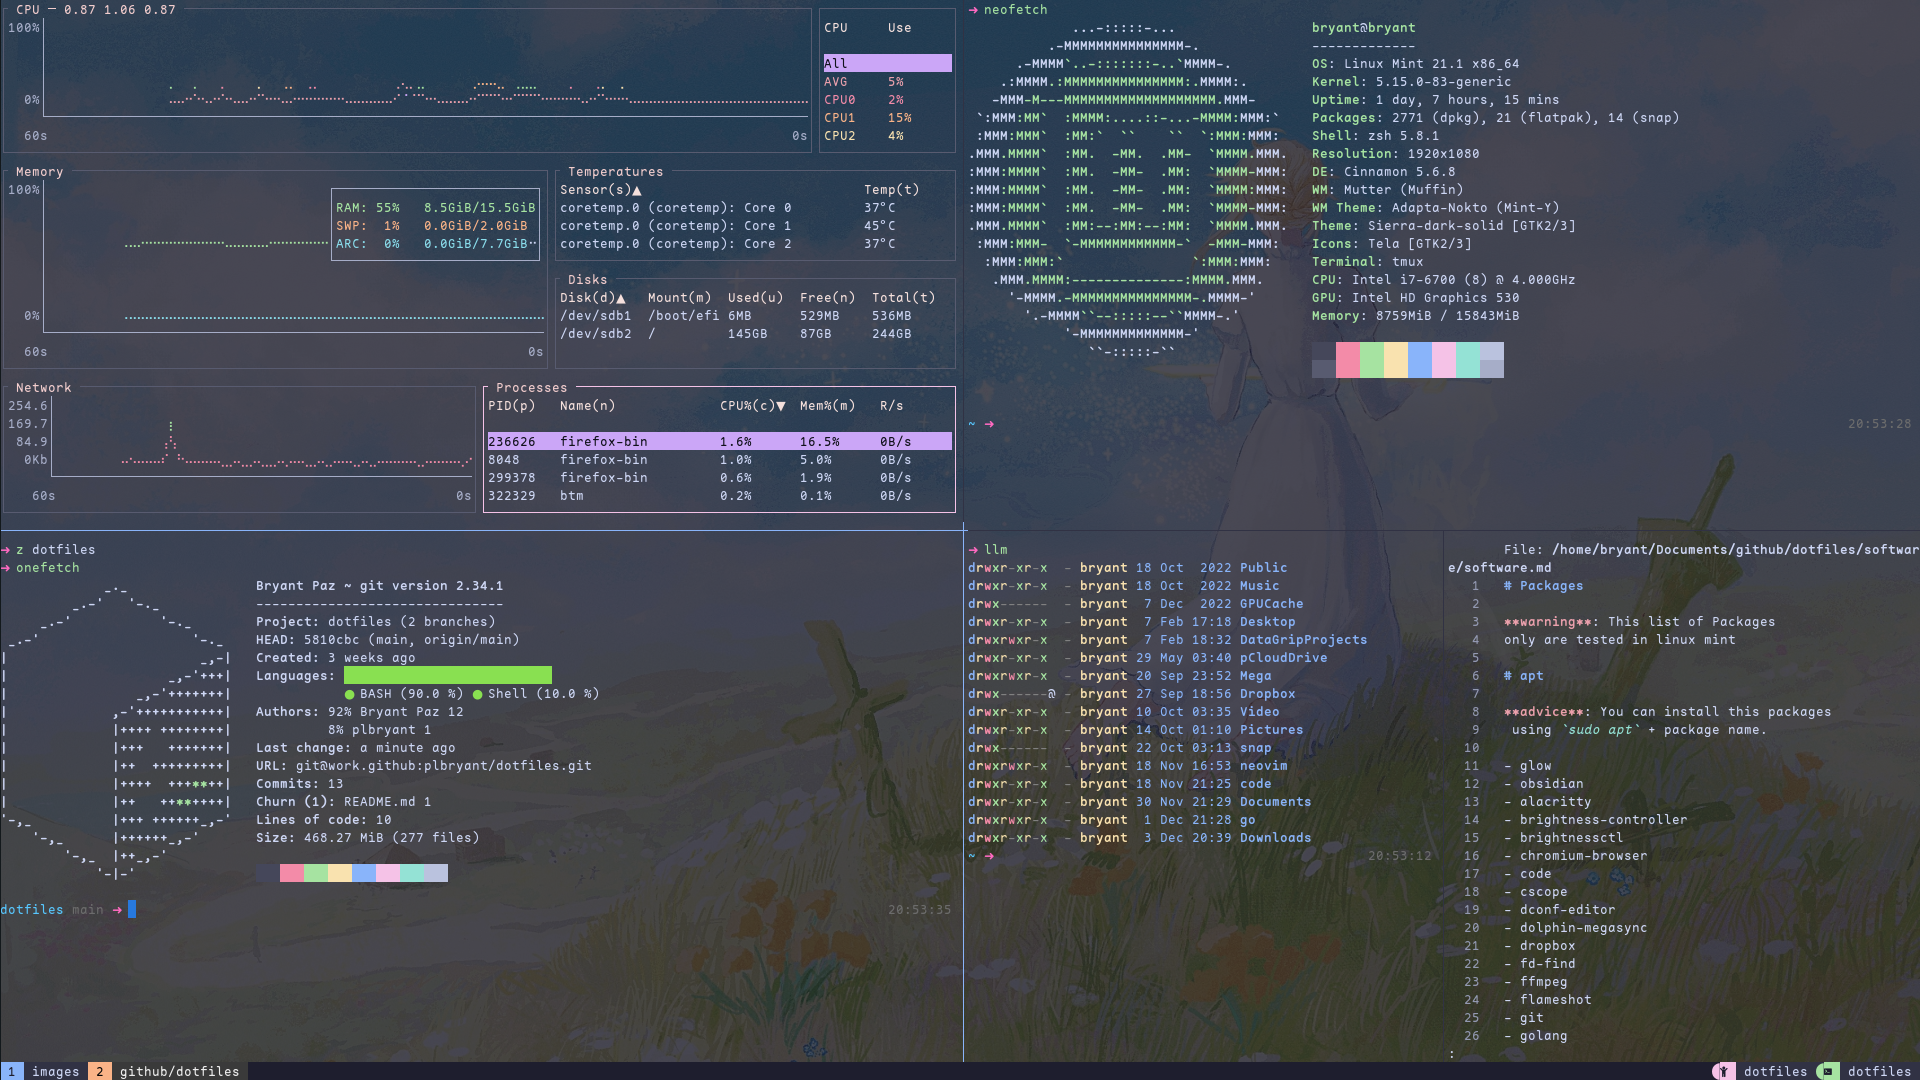 CPU — 0.87 1.06 0.87
100%
0%
60s 0s
CPU Use
All
AVG 5%
CPU0 2%
CPU1 15%
CPU2 4%
Memory
100%
RAM: 55% 8.5GiB/15.5GiB
SWP: 1% 0.0GiB/2.0GiB
ARC: 0% 0.0GiB/7.7GiB
0%
60s 0s
Temperatures
Sensor(s)▲ Temp(t)
coretemp.0 (coretemp): Core 0 37°C
coretemp.0 (coretemp): Core 1 45°C
coretemp.0 (coretemp): Core 2 37°C
Disks
Disk(d)▲ Mount(m) Used(u) Free(n) Total(t)
/dev/sdb1 /boot/efi 6MB 529MB 536MB
/dev/sdb2 / 145GB 87GB 244GB
Network
254.6
169.7
84.9
0Kb
60s 0s
Processes
PID(p) Name(n) CPU%(c)▼ Mem%(m) R/s
236626 firefox-bin 1.6% 16.5% 0B/s
8048 firefox-bin 1.0% 5.0% 0B/s
299378 firefox-bin 0.6% 1.9% 0B/s
322329 btm 0.2% 0.1% 0B/s
➜ neofetch
bryant@bryant
-------------
OS: Linux Mint 21.1 x86_64
Kernel: 5.15.0-83-generic
Uptime: 1 day, 7 hours, 15 mins
Packages: 2771 (dpkg), 21 (flatpak), 14 (snap)
Shell: zsh 5.8.1
Resolution: 1920x1080
DE: Cinnamon 5.6.8
WM: Mutter (Muffin)
WM Theme: Adapta-Nokto (Mint-Y)
Theme: Sierra-dark-solid [GTK2/3]
Icons: Tela [GTK2/3]
Terminal: tmux
CPU: Intel i7-6700 (8) @ 4.000GHz
GPU: Intel HD Graphics 530
Memory: 8759MiB / 15843MiB
~ ➜ 20:53:28
➜ z dotfiles
➜ onefetch
Bryant Paz ~ git version 2.34.1
-------------------------------
Project: dotfiles (2 branches)
HEAD: 5810cbc (main, origin/main)
Created: 3 weeks ago
Languages:
● BASH (90.0 %) ● Shell (10.0 %)
Authors: 92% Bryant Paz 12
8% plbryant 1
Last change: a minute ago
URL: git@work.github:plbryant/dotfiles.git
Commits: 13
Churn (1): README.md 1
Lines of code: 10
Size: 468.27 MiB (277 files)
dotfiles main ➜ 20:53:35
➜ llm
drwxr-xr-x - bryant 18 Oct 2022 Public
drwxr-xr-x - bryant 18 Oct 2022 Music
drwx------ - bryant 7 Dec 2022 GPUCache
drwxr-xr-x - bryant 7 Feb 17:18 Desktop
drwxrwxr-x - bryant 7 Feb 18:32 DataGripProjects
drwxr-xr-x - bryant 29 May 03:40 pCloudDrive
drwxrwxr-x - bryant 20 Sep 23:52 Mega
drwx------@ - bryant 27 Sep 18:56 Dropbox
drwxr-xr-x - bryant 10 Oct 03:35 Video
drwxr-xr-x - bryant 14 Oct 01:10 Pictures
drwx------ - bryant 22 Oct 03:13 snap
drwxrwxr-x - bryant 18 Nov 16:53 neovim
drwxr-xr-x - bryant 18 Nov 21:25 code
drwxr-xr-x - bryant 30 Nov 21:29 Documents
drwxrwxr-x - bryant 1 Dec 21:28 go
drwxr-xr-x - bryant 3 Dec 20:39 Downloads
~ ➜ 20:53:12
File: /home/bryant/Documents/github/dotfiles/softwar
e/software.md
1 # Packages
2
3 **warning**: This list of Packages
4 only are tested in linux mint
5
6 # apt
7
8 **advice**: You can install this packages
9 using `sudo apt` + package name.
10
11 - glow
12 - obsidian
13 - alacritty
14 - brightness-controller
15 - brightnessctl
16 - chromium-browser
17 - code
18 - cscope
19 - dconf-editor
20 - dolphin-megasync
21 - dropbox
22 - fd-find
23 - ffmpeg
24 - flameshot
25 - git
26 - golang
:
1 images 2 github/dotfiles
dotfiles dotfiles